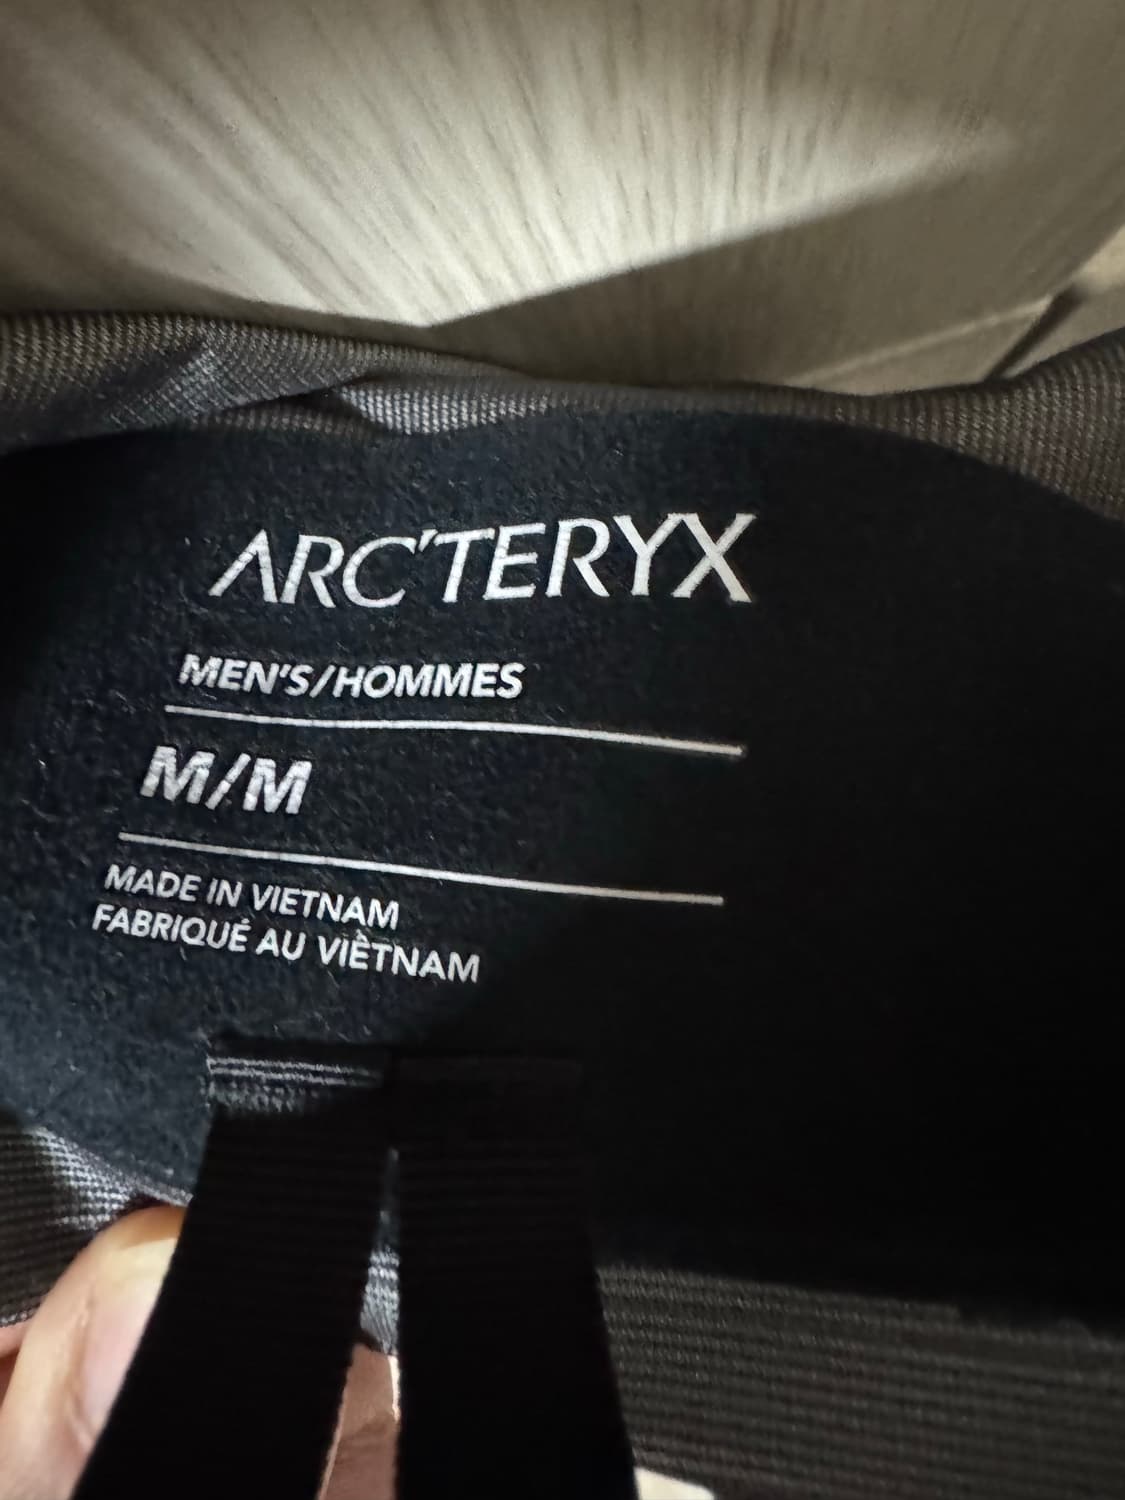 ARC'TERYX
MEN'S/HOMMES
M/M
MADE IN VIETNAM
FABRIQUÉ AU VIÊTNAM